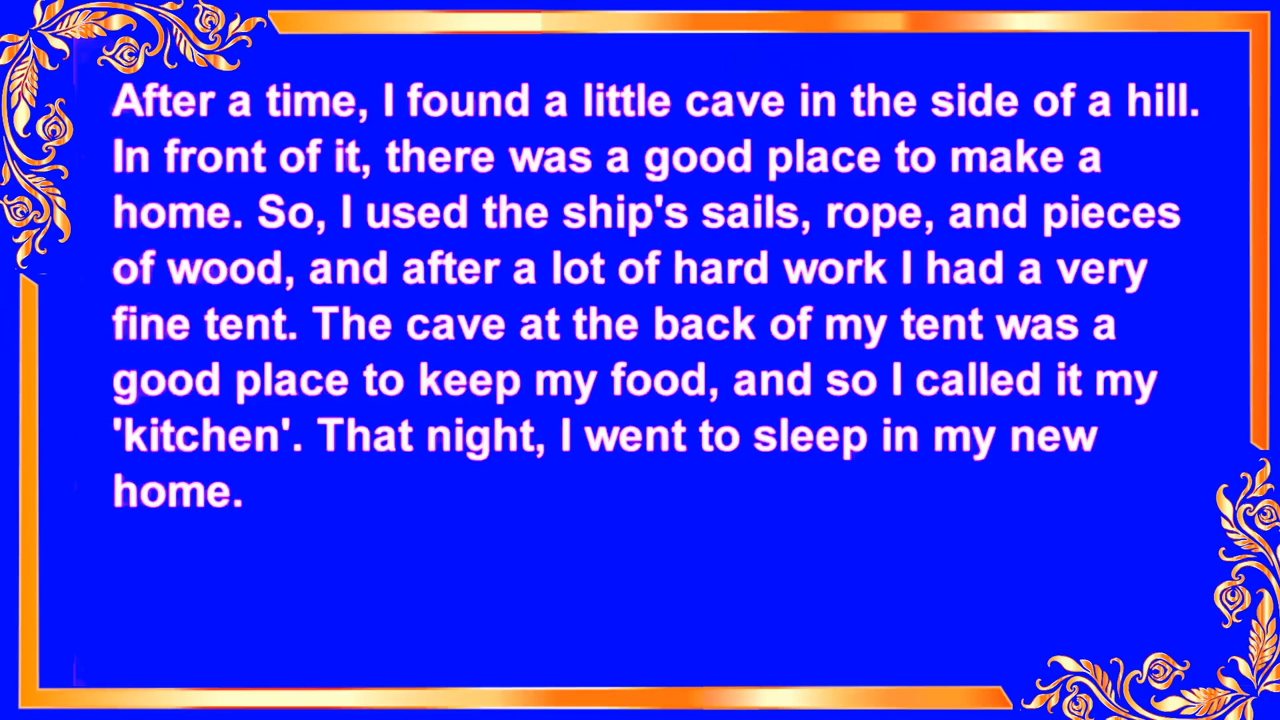 After a time, I found a little cave in the side of a hill.
In front of it, there was a good place to make a
home. So, I used the ship's sails, rope, and pieces
of wood, and after a lot of hard work I had a very
fine tent. The cave at the back of my tent was a
good place to keep my food, and so I called it my
'kitchen'. That night, I went to sleep in my new
home.